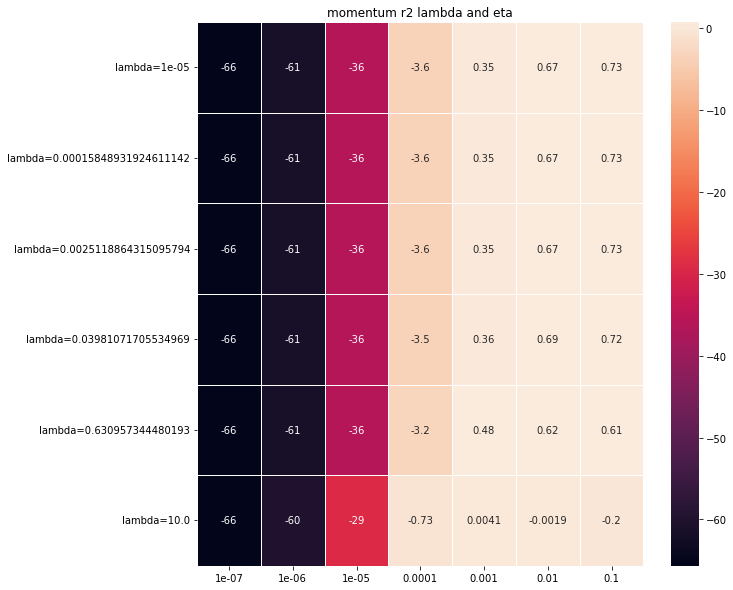 momentum r2 lambda and eta
lambda=1e-05 -66 -61 -36 -3.6 0.35 0.67 0.73
lambda=0.00015848931924611142 -66 -61 -36 -3.6 0.35 0.67 0.73
lambda=0.0025118864315095794 -66 -61 -36 -3.6 0.35 0.67 0.73
lambda=0.03981071705534969 -66 -61 -36 -3.5 0.36 0.69 0.72
lambda=0.630957344480193 -66 -61 -36 -3.2 0.48 0.62 0.61
lambda=10.0 -66 -60 -29 -0.73 0.0041 -0.0019 -0.2
1e-07 1e-06 1e-05 0.0001 0.001 0.01 0.1
0
−10
−20
−30
−40
−50
−60